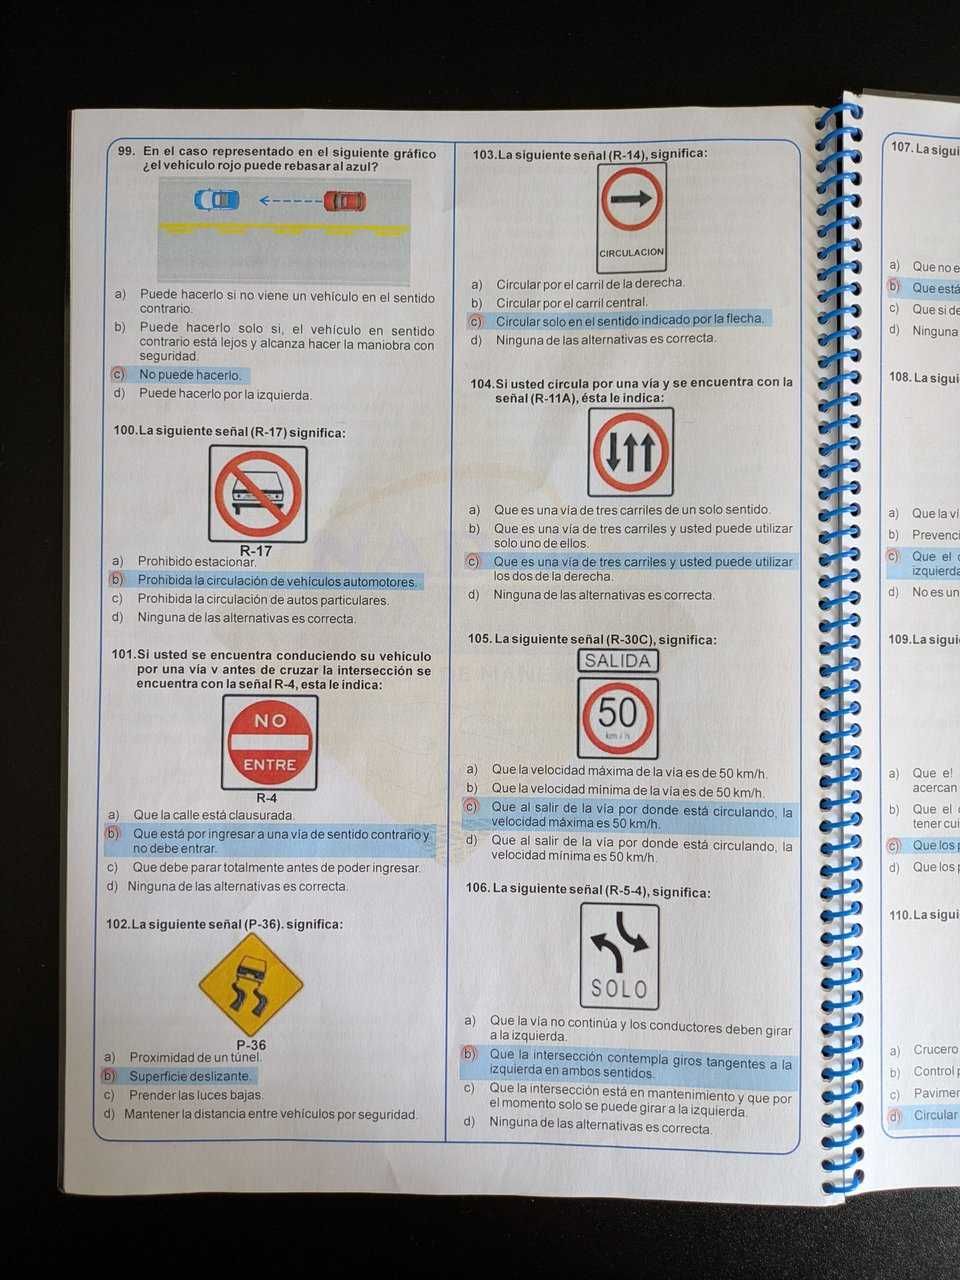 99. En el caso representado en el siguiente gráfico
¿el vehículo rojo puede rebasar al azul?
a) Puede hacerlo si no viene un vehículo en el sentido
contrario.
b) Puede hacerlo solo si, el vehículo en sentido
contrario está lejos y alcanza hacer la maniobra con
seguridad.
c) No puede hacerlo.
d) Puede hacerlo por la izquierda.
100.La siguiente señal (R-17) significa:
R-17
a) Prohibido estacionar.
b) Prohibida la circulación de vehículos automotores.
c) Prohibida la circulación de autos particulares.
d) Ninguna de las alternativas es correcta.
101.Si usted se encuentra conduciendo su vehículo
por una vía v antes de cruzar la intersección se
encuentra con la señal R-4, esta le indica:
NO
ENTRE
R-4
a) Que la calle está clausurada.
b) Que está por ingresar a una vía de sentido contrario y
no debe entrar.
c) Que debe parar totalmente antes de poder ingresar.
d) Ninguna de las alternativas es correcta.
102.La siguiente señal (P-36). significa:
P-36
a) Proximidad de un túnel.
b) Superficie deslizante.
c) Prender las luces bajas.
d) Mantener la distancia entre vehículos por seguridad.
103.La siguiente señal (R-14), significa:
CIRCULACION
a) Circular por el carril de la derecha.
b) Circular por el carril central.
c) Circular solo en el sentido indicado por la flecha.
d) Ninguna de las alternativas es correcta.
104.Si usted circula por una vía y se encuentra con la
señal (R-11A), ésta le indica:
a) Que es una vía de tres carriles de un solo sentido.
b) Que es una vía de tres carriles y usted puede utilizar
solo uno de ellos.
c) Que es una vía de tres carriles y usted puede utilizar
los dos de la derecha.
d) Ninguna de las alternativas es correcta.
105. La siguiente señal (R-30C), significa:
SALIDA
50
km / h
a) Que la velocidad máxima de la vía es de 50 km/h.
b) Que la velocidad mínima de la vía es de 50 km/h.
c) Que al salir de la vía por donde está circulando, la
velocidad máxima es 50 km/h.
d) Que al salir de la vía por donde está circulando, la
velocidad mínima es 50 km/h.
106. La siguiente señal (R-5-4), significa:
SOLO
a) Que la vía no continúa y los conductores deben girar
a la izquierda.
b) Que la intersección contempla giros tangentes a la
izquierda en ambos sentidos.
c) Que la intersección está en mantenimiento y que por
el momento solo se puede girar a la izquierda.
d) Ninguna de las alternativas es correcta.
107. La sigui
a) Que no e
b) Que está
c) Que si de
d) Ninguna
108. La sigui
a) Que la ví
b) Prevenci
c) Que el
izquierda
d) No es un
109.La sigui
a) Que e!
acercan
b) Que el
tener cui
c) Que los
d) Que los
110.La sigui
a) Crucero
b) Control
c) Pavimer
d) Circular